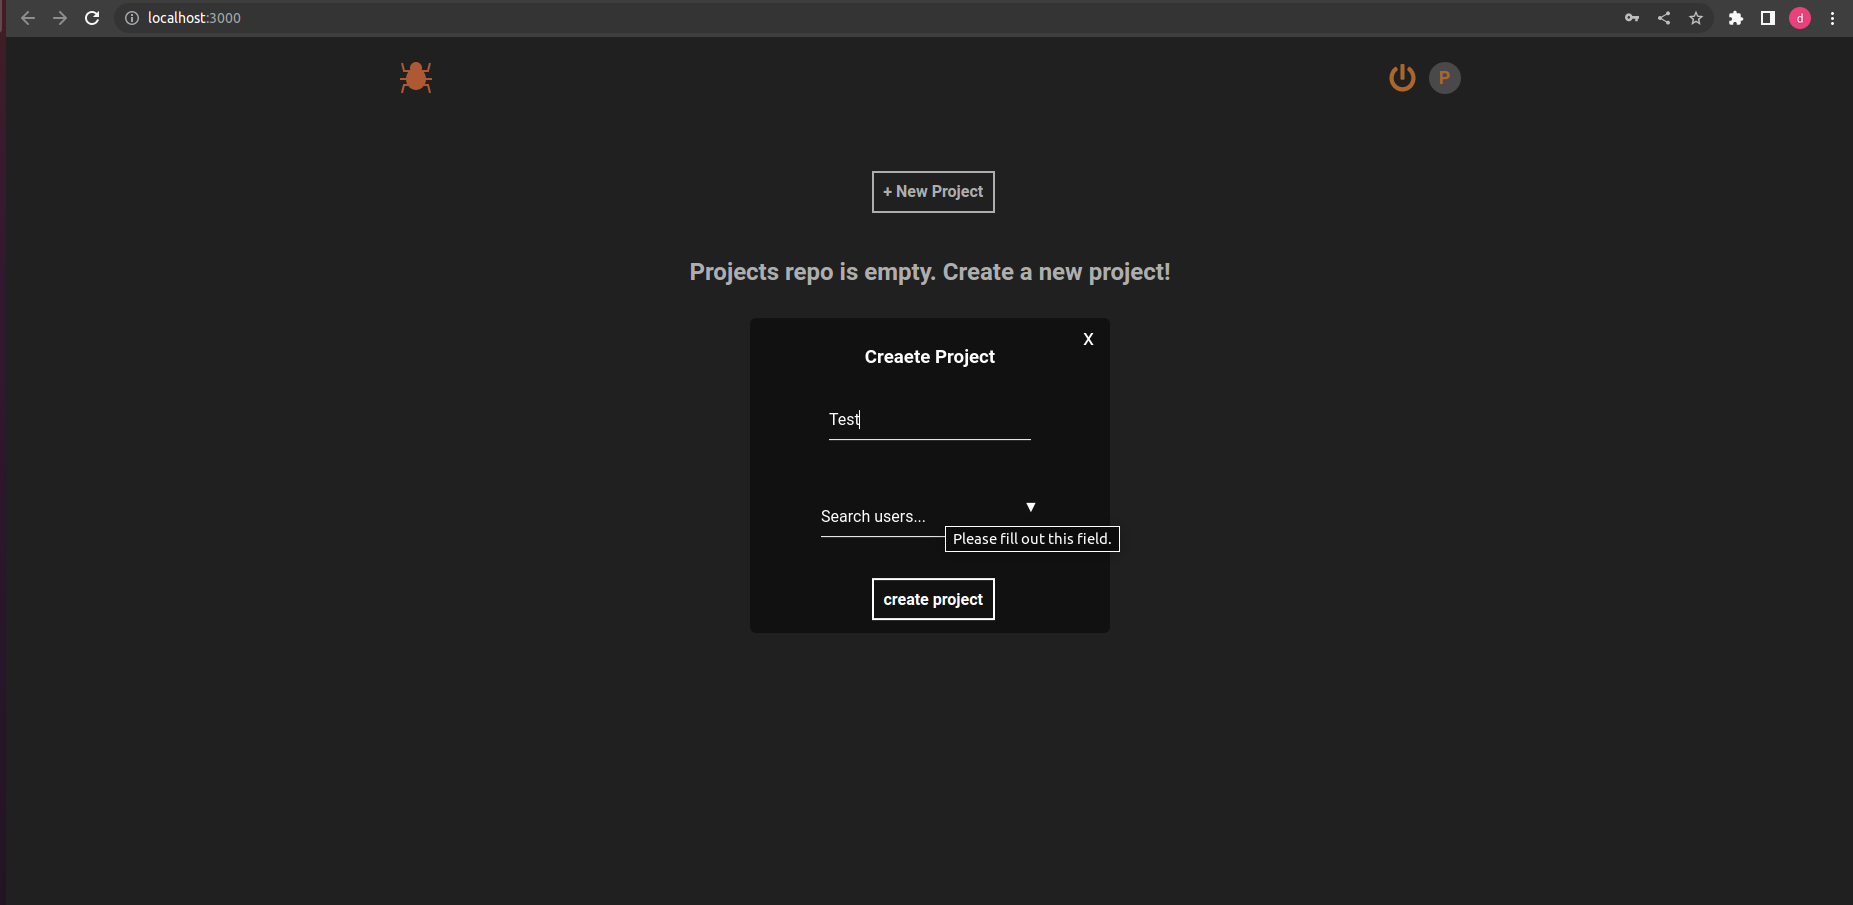 localhost:3000
d
P
+ New Project
Projects repo is empty. Create a new project!
X
Creaete Project
Test
Search users...
▼
Please fill out this field.
create project